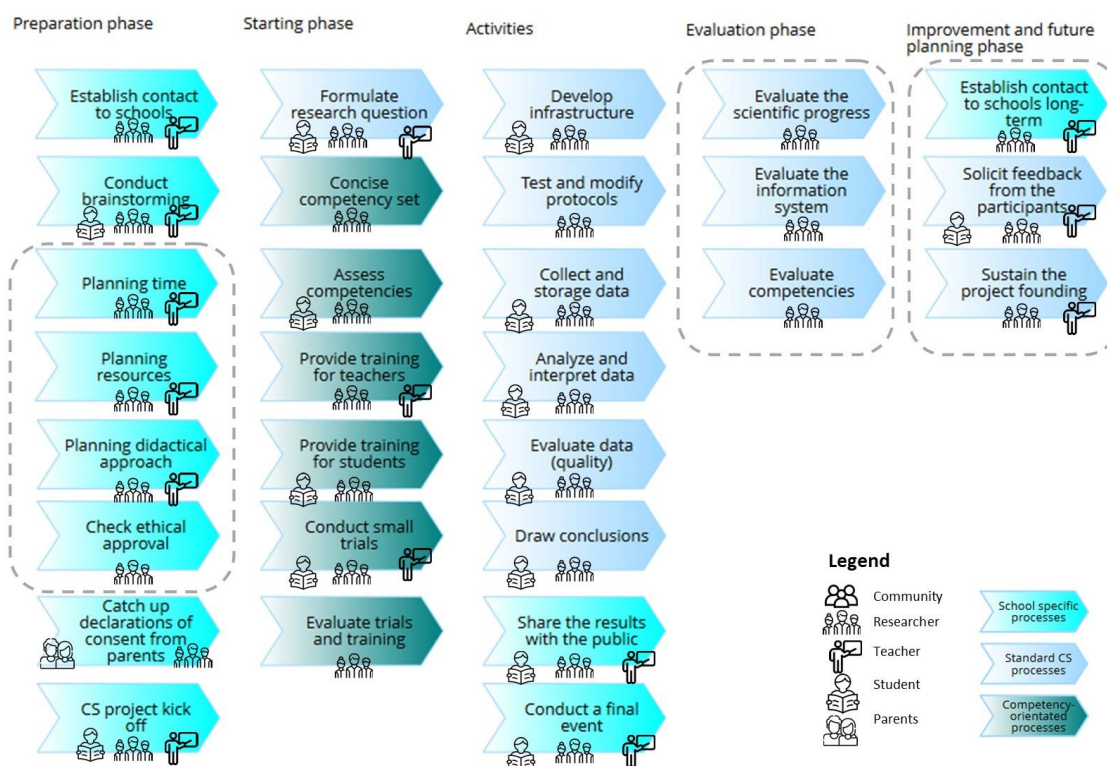 Preparation phase
Establish contact
to schools
Conduct
brainstorming
Planning time
Planning
resources
Planning didactical
approach
Check ethical
approval
Catch up
declarations of
consent from
parents
CS project kick
off
Starting phase
Formulate
research question
Concise
competency set
Assess
competencies
Provide training
for teachers
Provide training
for students
Conduct small
trials
Evaluate trials
and training
Activities
Develop
infrastructure
Test and modify
protocols
Collect and
storage data
Analyze and
interpret data
Evaluate data
(quality)
Draw conclusions
Share the results
with the public
Conduct a final
event
Evaluation phase
Evaluate the
scientific progress
Evaluate the
information
system
Evaluate
competencies
Improvement and future
planning phase
Establish contact
to schools long-
term
Solicit feedback
from the
participants
Sustain the
project founding
Legend
Community
Researcher
Teacher
Student
Parents
School specific
processes
Standard CS
processes
Competency-
orientated processes